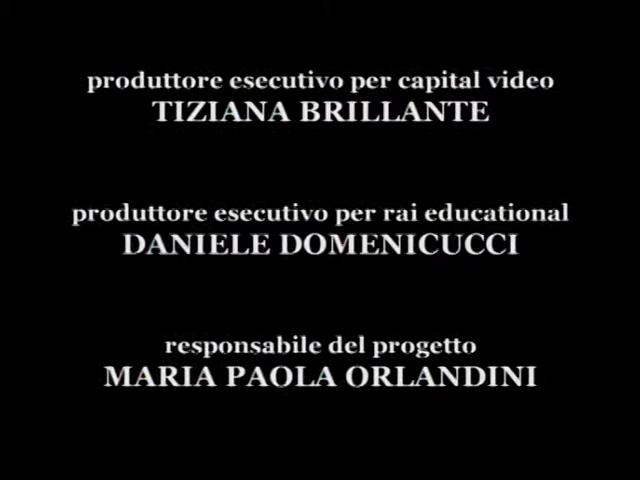 produttore esecutivo per capital video
TIZIANA BRILLANTE
produttore esecutivo per rai educational
DANIELE DOMENICUCCI
responsabile del progetto
MARIA PAOLA ORLANDINI